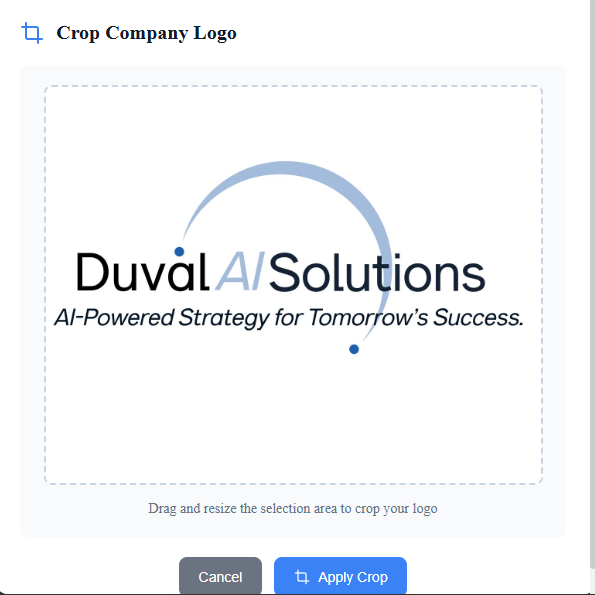 Crop Company Logo
Duval AI Solutions
AI-Powered Strategy for Tomorrow's Success.
Drag and resize the selection area to crop your logo
Cancel
Apply Crop